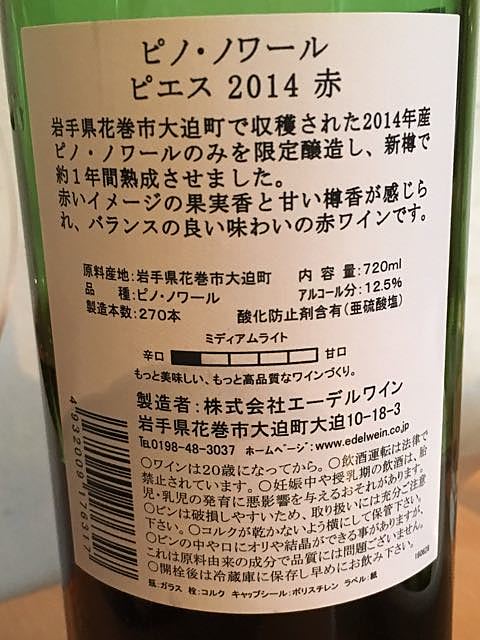 ピノ・ノワール
ピエス 2014 赤
岩手県花巻市大迫町で収穫された2014年産
ピノ・ノワールのみを限定醸造し、新樽で
約1年間熟成させました。
赤いイメージの果実香と甘い樽香が感じら
れ、バランスの良い味わいの赤ワインです。
原料産地：岩手県花巻市大迫町 内 容 量：720ml
品 種：ピノ・ノワール アルコール分：12.5%
製造本数：270本 酸化防止剤含有（亜硫酸塩）
ミディアムライト
辛口 甘口
もっと美味しい、もっと高品質なワインづくり。
製造者：株式会社エーデルワイン
岩手県花巻市大迫町大迫10-18-3
TEL0198-48-3037 ホームページ：www.edelwein.co.jp
○ワインは20歳になってから。○飲酒運転は法律で
禁止されています。○妊娠中や授乳期の飲酒は、胎
児・乳児の発育に悪影響を与えるおそれがあります。
○ビンは破損しやすいため、取り扱いには充分ご注意
下さい。○コルクが乾かないよう横にして保管下さい。
○ビンの中や口にオリや結晶ができる事がありますが、
これは原料由来の成分で品質には問題ございません。
○開栓後は冷蔵庫に保存し早めにお飲み下さい。
160628
瓶：ガラス 栓：コルク キャップシール：ポリスチレン ラベル：紙
4932009178317